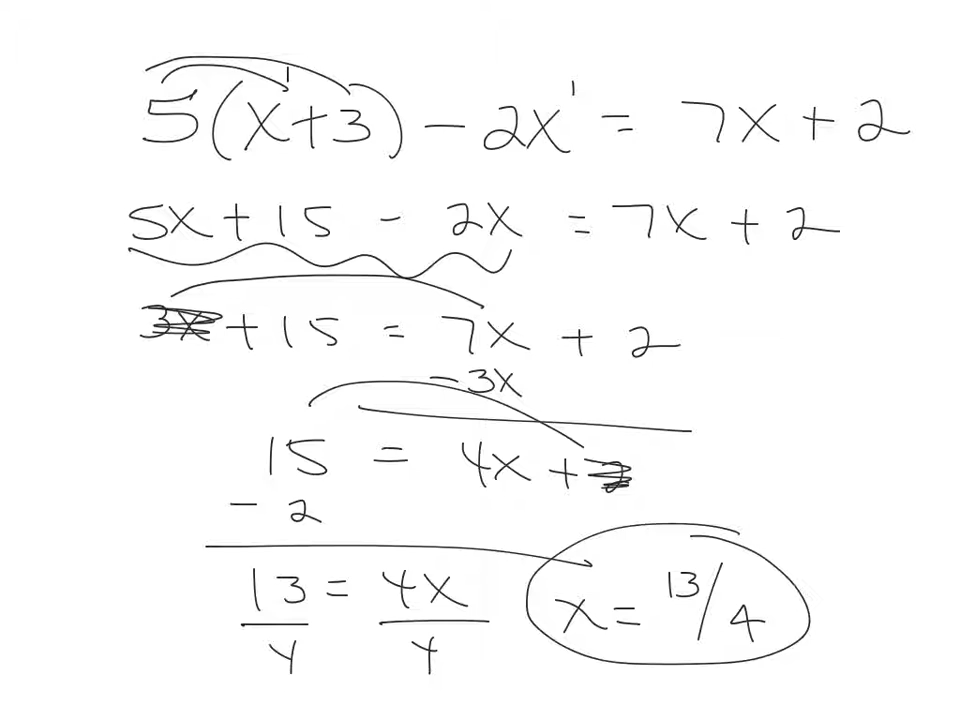 5(x+3) - 2x' = 7x + 2
5x + 15 - 2x = 7x + 2
3x + 15 = 7x + 2
- 3x
15 = 4x + 2
- 2
13 = 4x
4 4
x = 13/4